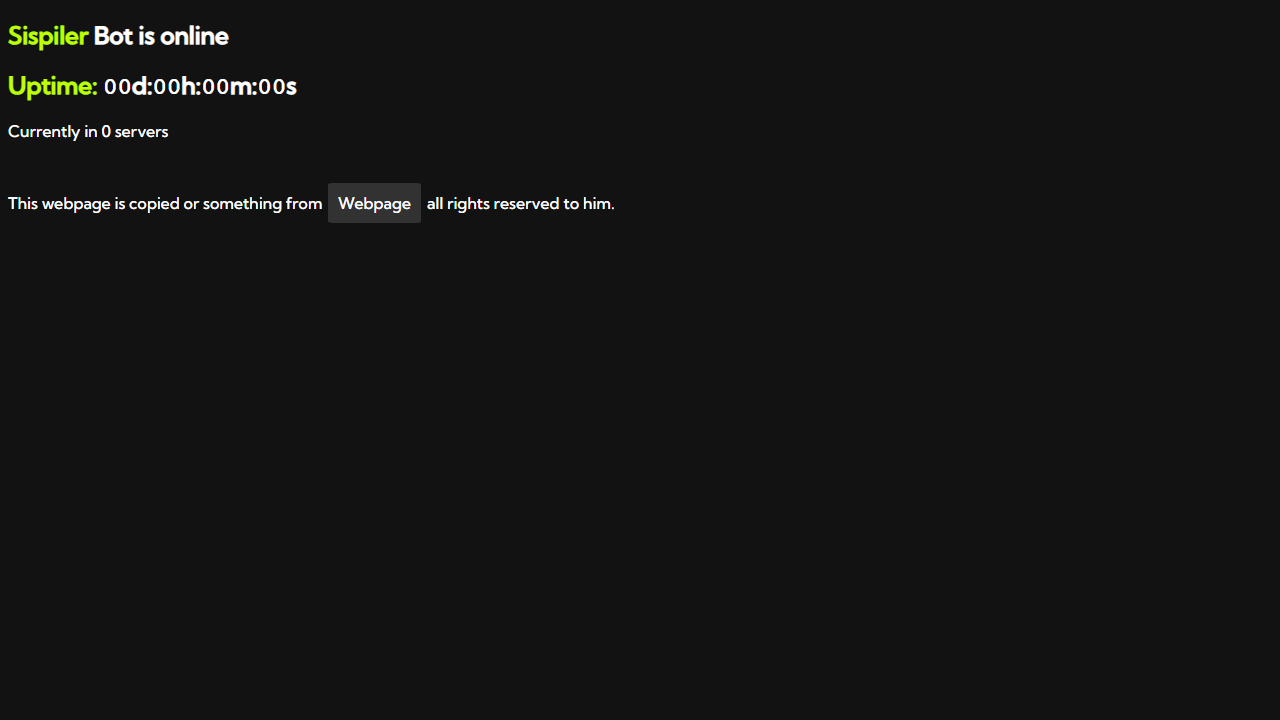 Sispiler Bot is online
Uptime: 00d:00h:00m:00s
Currently in 0 servers
This webpage is copied or something from Webpage all rights reserved to him.